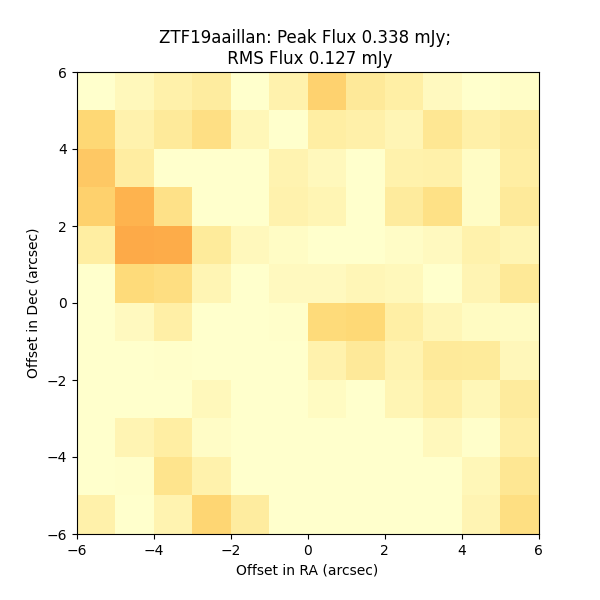 ZTF19aaillan: Peak Flux 0.338 mJy;
RMS Flux 0.127 mJy
6
4
2
0
−2
−4
−6
Offset in Dec (arcsec)
−6 −4 −2 0 2 4 6
Offset in RA (arcsec)